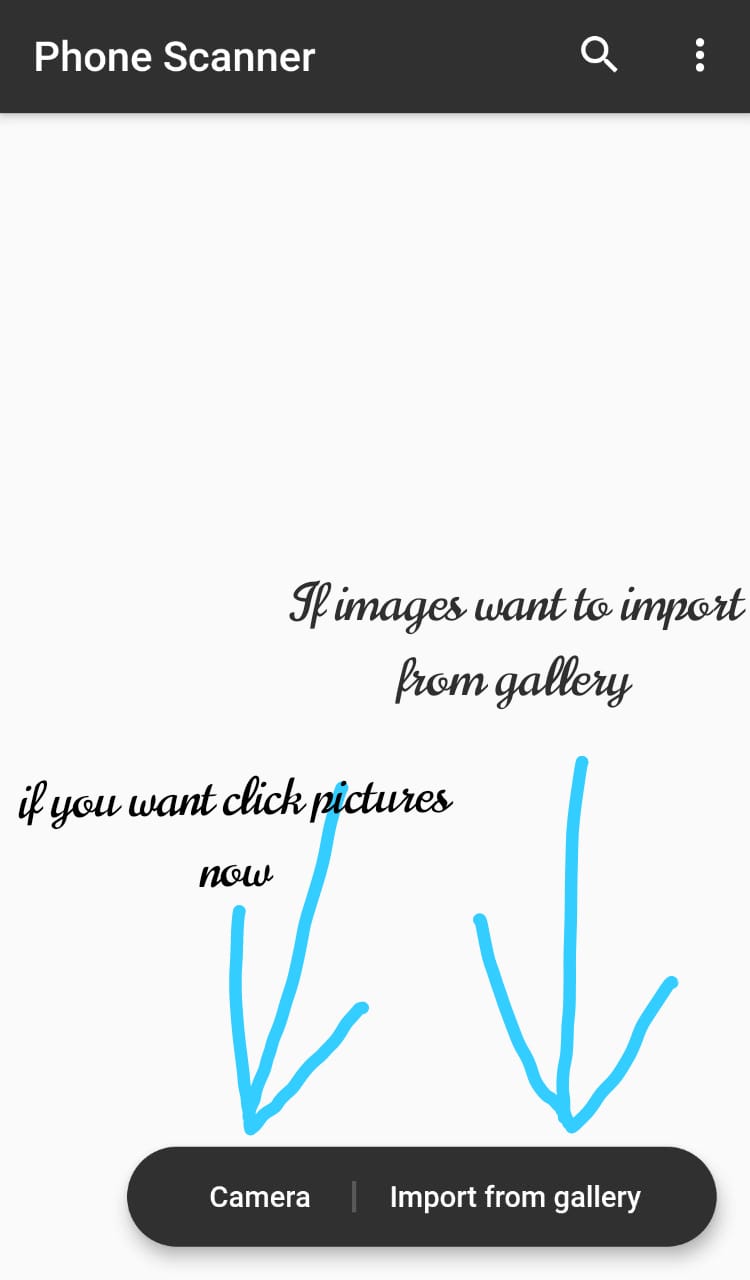 Phone Scanner
If images want to import
from gallery
if you want click pictures
now
Camera | Import from gallery